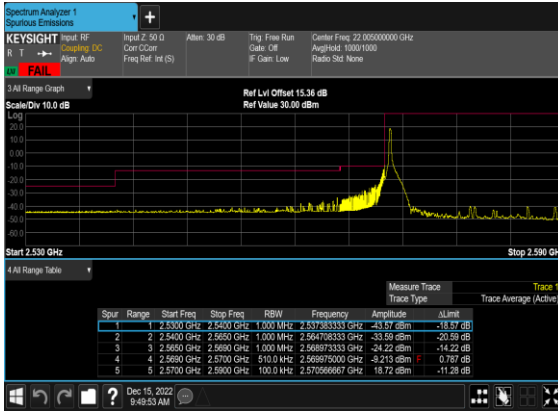 Spectrum Analyzer 1
Spurious Emissions
+
KEYSIGHT Input: RF Input Z: 50 Ω Atten: 30 dB Trig: Free Run Center Freq: 22.005000000 GHz
R T Coupling: DC Corr CCorr Gate: Off Avg|Hold: 1000/1000
Align: Auto Freq Ref: Int (S) IF Gain: Low Radio Std: None
FAIL
3 All Range Graph
Ref Lvl Offset 15.36 dB
Scale/Div 10.0 dB Ref Value 30.00 dBm
Log
20.0
10.0
0.00
-10.0
-20.0
-30.0
-40.0
-50.0
-60.0
Start 2.530 GHz Stop 2.590 GH
4 All Range Table
Measure Trace Trace 1
Trace Type Trace Average (Active)
Spur Range Start Freq Stop Freq RBW Frequency Amplitude ΔLimit
1 1 2.5300 GHz 2.5400 GHz 1.000 MHz 2.537383333 GHz -43.57 dBm -18.57 dB
2 2 2.5400 GHz 2.5650 GHz 1.000 MHz 2.564708333 GHz -33.59 dBm -20.59 dB
3 3 2.5650 GHz 2.5690 GHz 1.000 MHz 2.568973333 GHz -24.22 dBm -14.22 dB
4 4 2.5690 GHz 2.5700 GHz 510.0 kHz 2.569975000 GHz -9.213 dBm F 0.787 dB
5 5 2.5700 GHz 2.5900 GHz 100.0 kHz 2.570566667 GHz 18.72 dBm -11.28 dB
?
Dec 15, 2022
9:49:53 AM